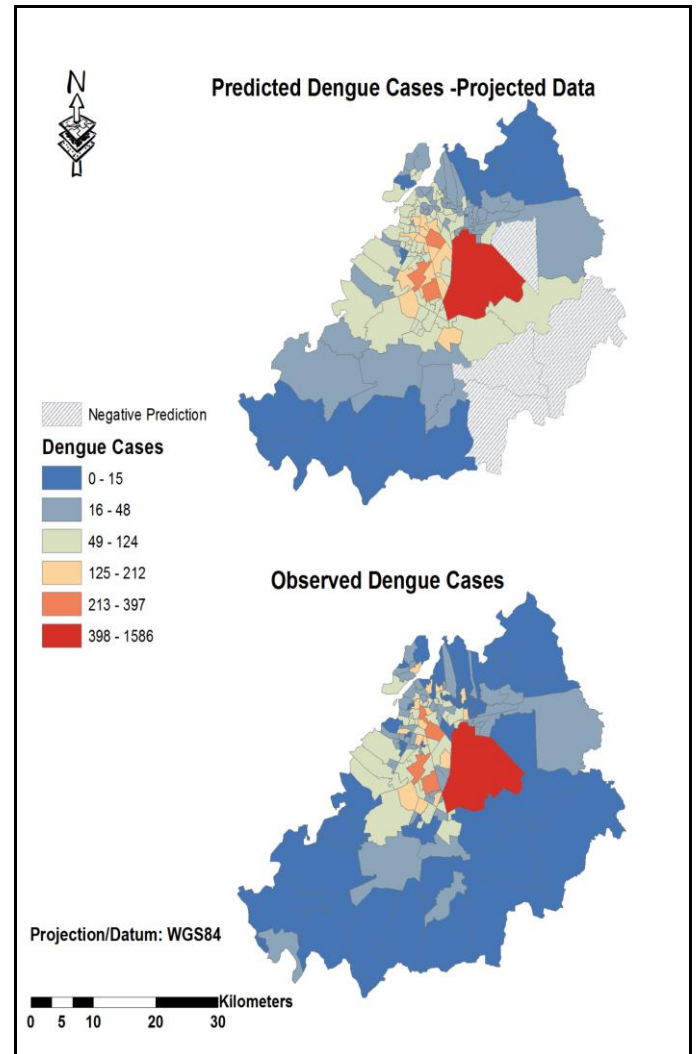 N
Predicted Dengue Cases -Projected Data
Negative Prediction
Dengue Cases
0 - 15
16 - 48
49 - 124
125 - 212
213 - 397
398 - 1586
Observed Dengue Cases
Projection/Datum: WGS84
Kilometers
0 5 10 20 30